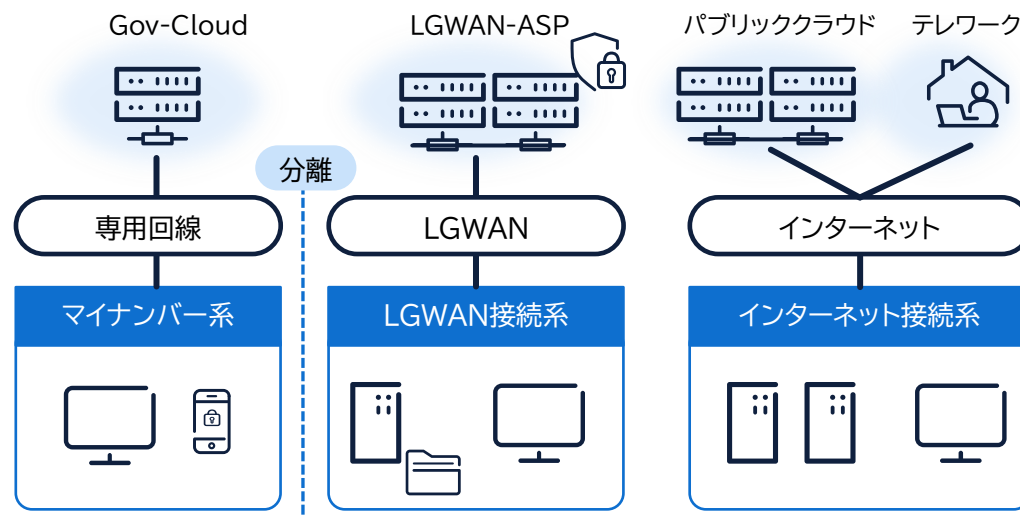 Gov-Cloud
LGWAN-ASP
パブリッククラウド
テレワーク
分離
専用回線
LGWAN
インターネット
マイナンバー系
LGWAN接続系
インターネット接続系